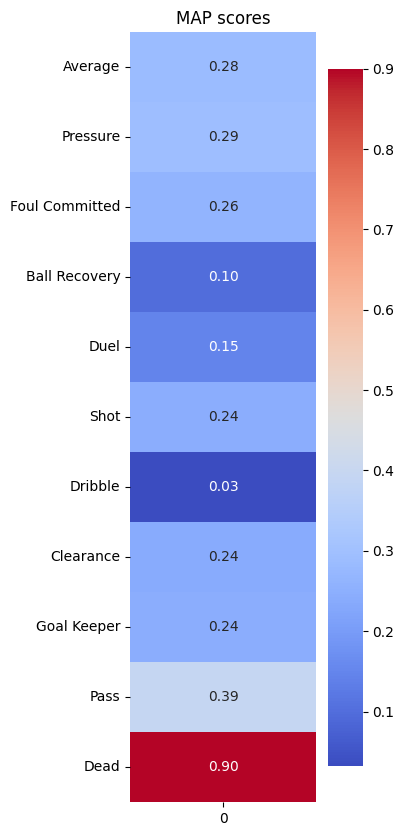 MAP scores
Average 0.28
Pressure 0.29
Foul Committed 0.26
Ball Recovery 0.10
Duel 0.15
Shot 0.24
Dribble 0.03
Clearance 0.24
Goal Keeper 0.24
Pass 0.39
Dead 0.90
0
0.9
0.8
0.7
0.6
0.5
0.4
0.3
0.2
0.1